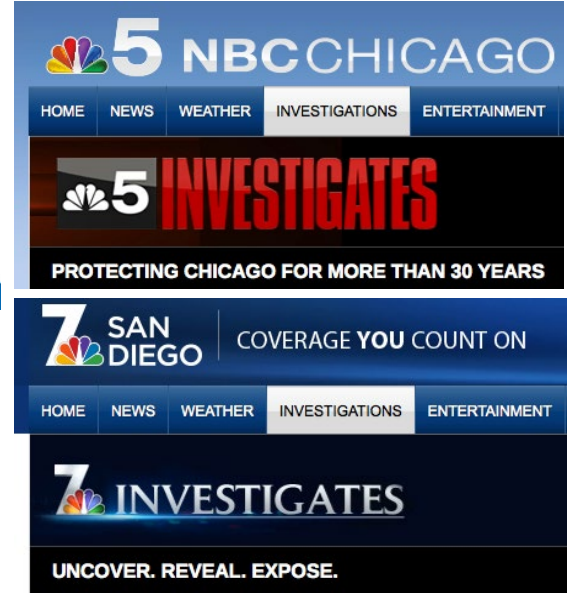 5 NBCCHICAGO
HOME NEWS WEATHER INVESTIGATIONS ENTERTAINMENT
5 INVESTIGATES
PROTECTING CHICAGO FOR MORE THAN 30 YEARS
7 SAN DIEGO COVERAGE YOU COUNT ON
HOME NEWS WEATHER INVESTIGATIONS ENTERTAINMENT
7 INVESTIGATES
UNCOVER. REVEAL. EXPOSE.